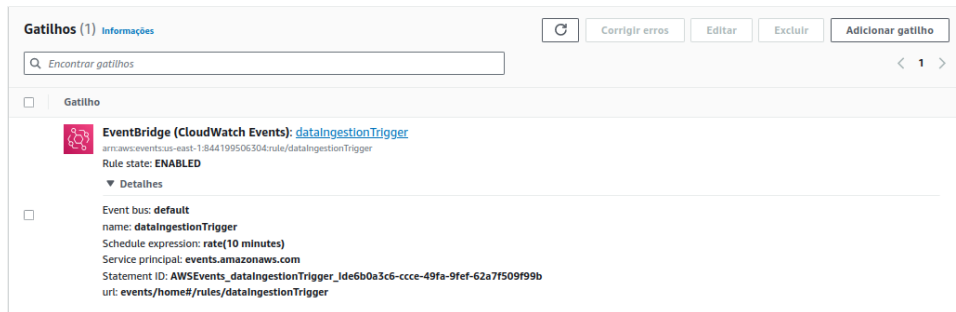 Gatilhos (1) Informações
Corrigir erros
Editar
Excluir
Adicionar gatilho
Encontrar gatilhos
1
Gatilho
EventBridge (CloudWatch Events): dataIngestionTrigger
arn:aws:events:us-east-1:844199506304:rule/dataIngestionTrigger
Rule state: ENABLED
Detalhes
Event bus: default
name: dataIngestionTrigger
Schedule expression: rate(10 minutes)
Service principal: events.amazonaws.com
Statement ID: AWSEvents_dataIngestionTrigger_Ide6b0a3c6-ccce-49fa-9fef-62a7f509f99b
url: events/home#/rules/dataIngestionTrigger